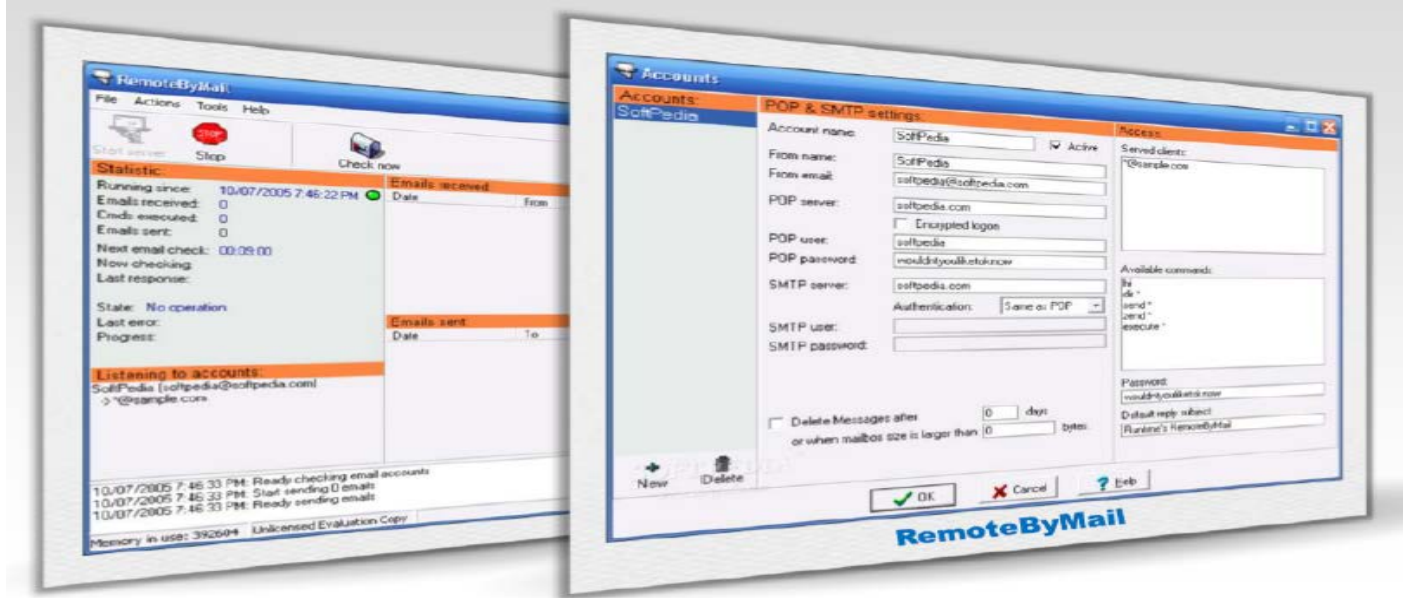 RemoteByMail
File Actions Tools Help
Start server Stop Check now
Statistic:
Running since: 10/07/2005 7:46:22 PM
Emails received: 0
Cmds executed: 0
Emails sent: 0
Next email check: 00:09:00
Now checking:
Last response:
State: No operation
Last error:
Progress:
Listening to accounts:
SoftPedia [softpedia@softpedia.com]
-> *@sample.com
Emails received
Date From
Emails sent
Date To
10/07/2005 7:46:33 PM: Ready checking email accounts
10/07/2005 7:46:33 PM: Start sending 0 emails
10/07/2005 7:46:33 PM: Ready sending emails
Memory in use: 392604 Unlicensed Evaluation Copy
Accounts
Accounts:
SoftPedia
New Delete
POP & SMTP settings:
Account name: SoftPedia Active
From name: SoftPedia
From email: softpedia@softpedia.com
POP server: softpedia.com
Encrypted logon
POP user: softpedia
POP password: wouldntyouliketoknow
SMTP server: softpedia.com
Authentication: Same as POP
SMTP user:
SMTP password:
Delete Messages after 0 days
or when mailbox size is larger than 0 bytes
Access:
Served clients:
*@sample.com
Available commands:
hi
dir *
send *
zend *
execute *
Password:
wouldntyouliketoknow
Default reply subject:
Runtime's RemoteByMail
OK Cancel Help
RemoteByMail